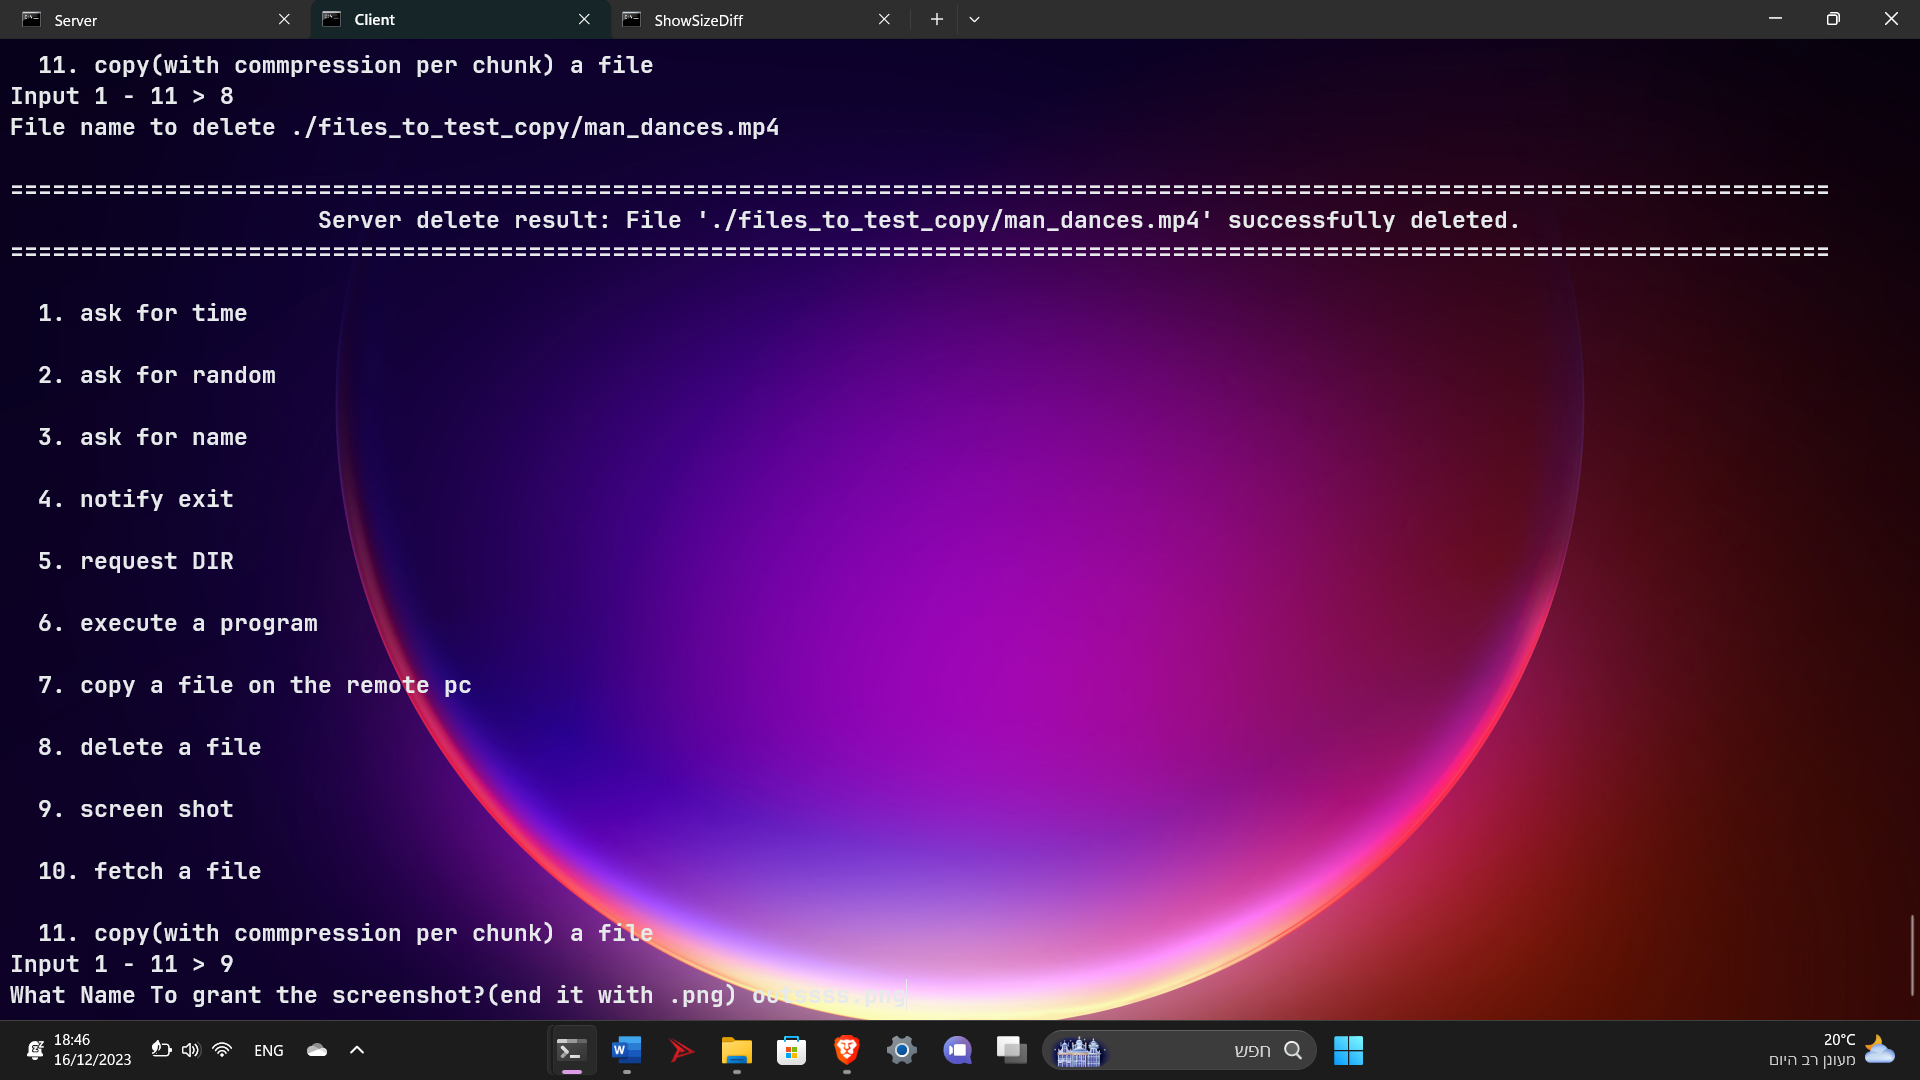 Server
Client
ShowSizeDiff
11. copy(with commpression per chunk) a file
Input 1 - 11 > 8
File name to delete ./files_to_test_copy/man_dances.mp4
==================================================================================================================================
Server delete result: File './files_to_test_copy/man_dances.mp4' successfully deleted.
==================================================================================================================================
1. ask for time
2. ask for random
3. ask for name
4. notify exit
5. request DIR
6. execute a program
7. copy a file on the remote pc
8. delete a file
9. screen shot
10. fetch a file
11. copy(with commpression per chunk) a file
Input 1 - 11 > 9
What Name To grant the screenshot?(end it with .png) outssss.png
18:46
16/12/2023
ENG
חפש
20°C
מעונן רב היום